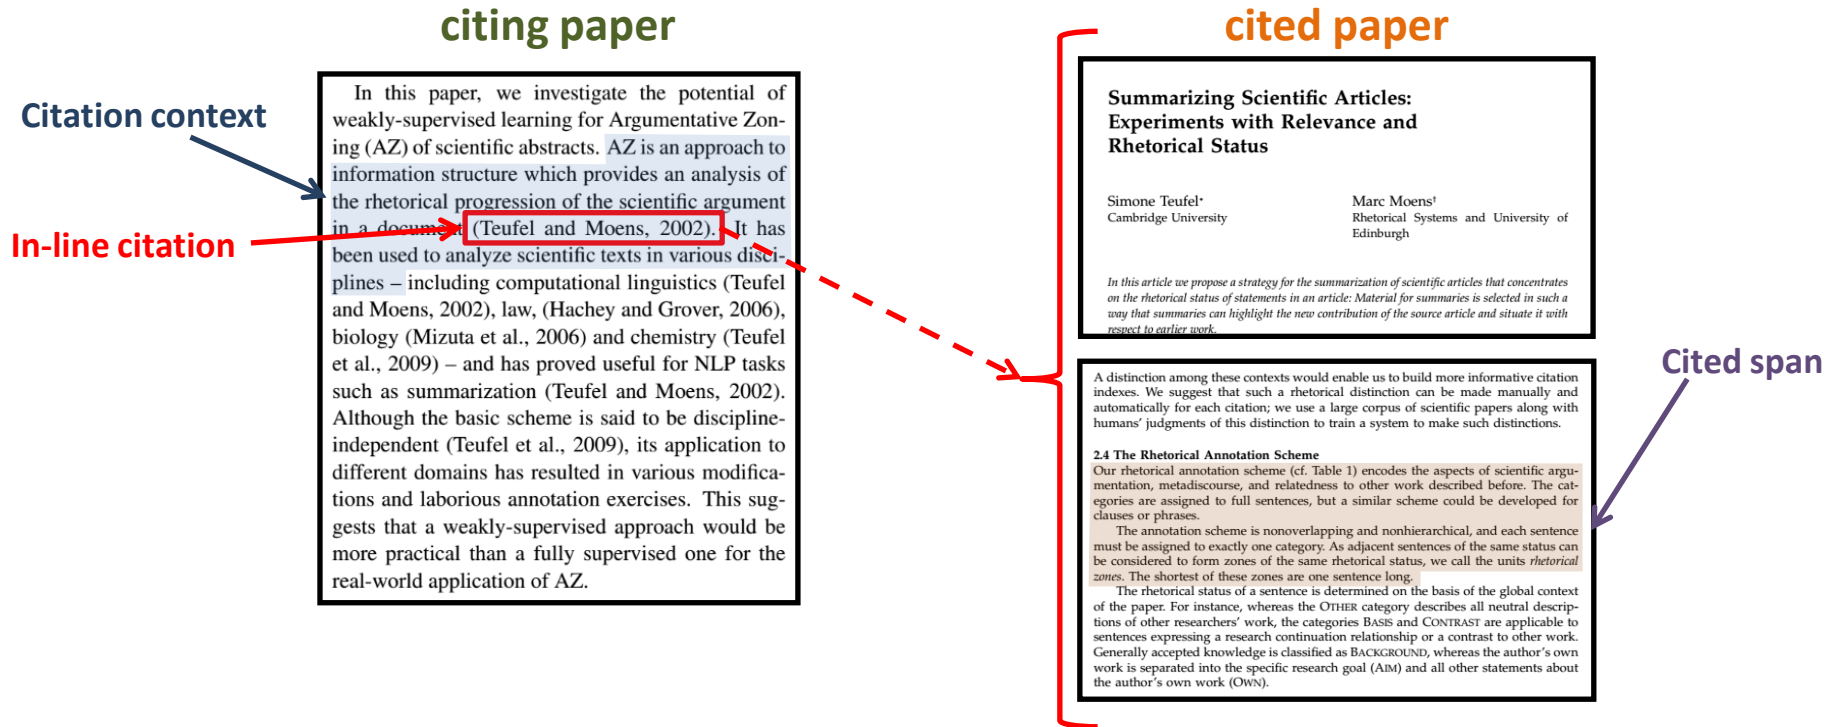 citing paper
Citation context
In-line citation
In this paper, we investigate the potential of
weakly-supervised learning for Argumentative Zon-
ing (AZ) of scientific abstracts. AZ is an approach to
information structure which provides an analysis of
the rhetorical progression of the scientific argument
in a document (Teufel and Moens, 2002). It has
been used to analyze scientific texts in various disci-
plines – including computational linguistics (Teufel
and Moens, 2002), law, (Hachey and Grover, 2006),
biology (Mizuta et al., 2006) and chemistry (Teufel
et al., 2009) – and has proved useful for NLP tasks
such as summarization (Teufel and Moens, 2002).
Although the basic scheme is said to be discipline-
independent (Teufel et al., 2009), its application to
different domains has resulted in various modifica-
tions and laborious annotation exercises. This sug-
gests that a weakly-supervised approach would be
more practical than a fully supervised one for the
real-world application of AZ.
cited paper
Summarizing Scientific Articles:
Experiments with Relevance and
Rhetorical Status
Simone Teufel*
Cambridge University
Marc Moens†
Rhetorical Systems and University of
Edinburgh
In this article we propose a strategy for the summarization of scientific articles that concentrates
on the rhetorical status of statements in an article: Material for summaries is selected in such a
way that summaries can highlight the new contribution of the source article and situate it with
respect to earlier work.
Cited span
A distinction among these contexts would enable us to build more informative citation
indexes. We suggest that such a rhetorical distinction can be made manually and
automatically for each citation; we use a large corpus of scientific papers along with
humans' judgments of this distinction to train a system to make such distinctions.
2.4 The Rhetorical Annotation Scheme
Our rhetorical annotation scheme (cf. Table 1) encodes the aspects of scientific argu-
mentation, metadiscourse, and relatedness to other work described before. The cat-
egories are assigned to full sentences, but a similar scheme could be developed for
clauses or phrases.
The annotation scheme is nonoverlapping and nonhierarchical, and each sentence
must be assigned to exactly one category. As adjacent sentences of the same status can
be considered to form zones of the same rhetorical status, we call the units rhetorical
zones. The shortest of these zones are one sentence long.
The rhetorical status of a sentence is determined on the basis of the global context
of the paper. For instance, whereas the OTHER category describes all neutral descrip-
tions of other researchers' work, the categories BASIS and CONTRAST are applicable to
sentences expressing a research continuation relationship or a contrast to other work.
Generally accepted knowledge is classified as BACKGROUND, whereas the author's own
work is separated into the specific research goal (AIM) and all other statements about
the author's own work (OWN).